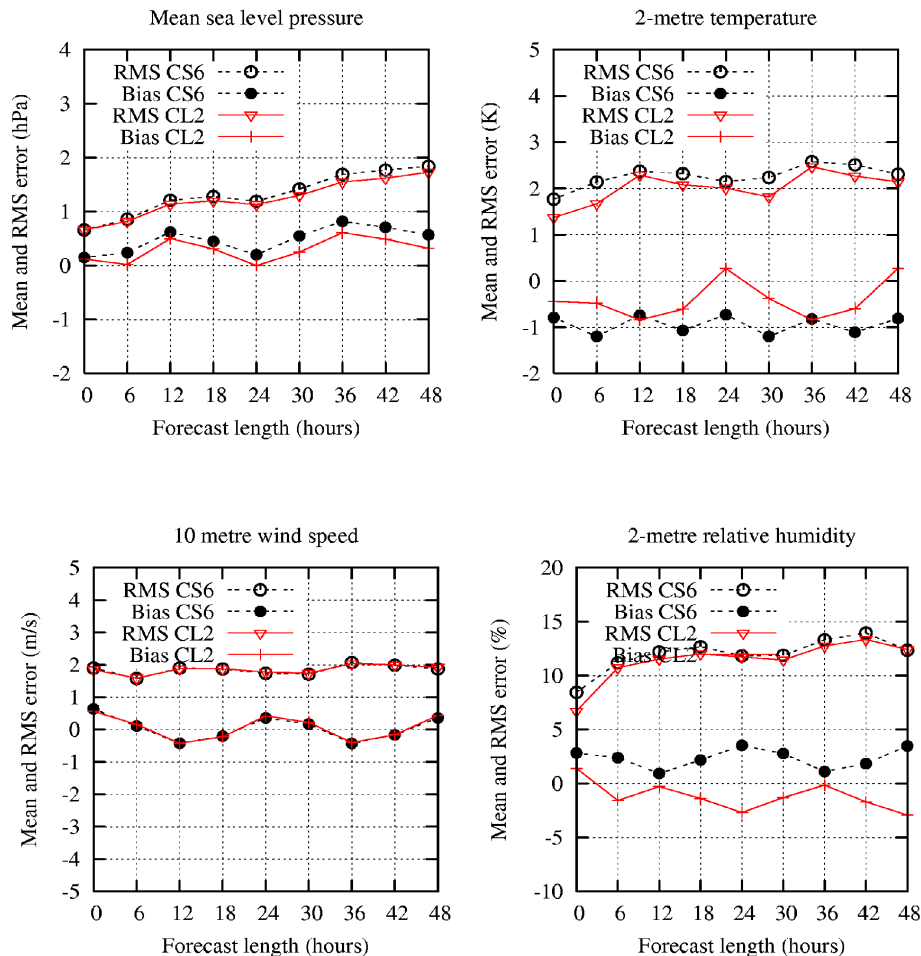 Mean sea level pressure
Mean and RMS error (hPa)
4
3
2
1
0
-1
-2
RMS CS6
Bias CS6
RMS CL2
Bias CL2
0 6 12 18 24 30 36 42 48
Forecast length (hours)
2-metre temperature
Mean and RMS error (K)
5
4
3
2
1
0
-1
-2
RMS CS6
Bias CS6
RMS CL2
Bias CL2
0 6 12 18 24 30 36 42 48
Forecast length (hours)
10 metre wind speed
Mean and RMS error (m/s)
5
4
3
2
1
0
-1
-2
-3
-4
-5
RMS CS6
Bias CS6
RMS CL2
Bias CL2
0 6 12 18 24 30 36 42 48
Forecast length (hours)
2-metre relative humidity
Mean and RMS error (%)
20
15
10
5
0
-5
-10
RMS CS6
Bias CS6
RMS CL2
Bias CL2
0 6 12 18 24 30 36 42 48
Forecast length (hours)